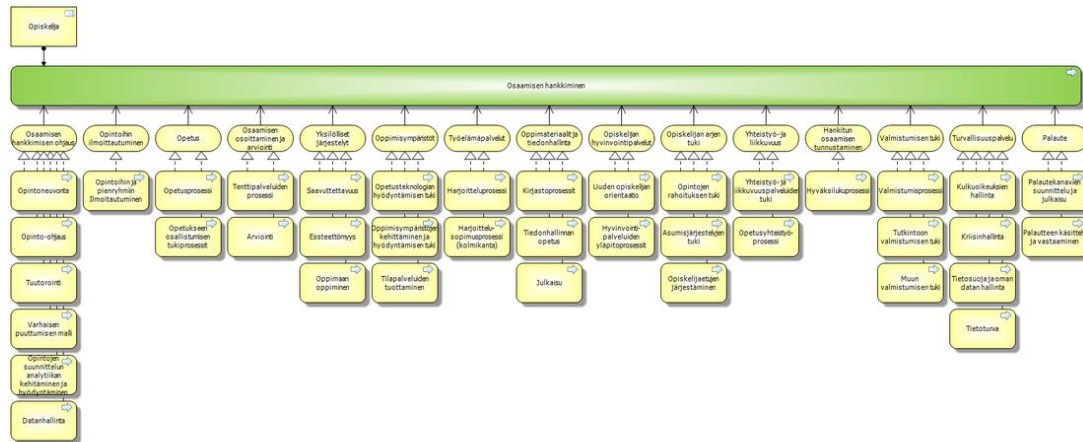 Opiskelija
Osaamisen hankkiminen
Osaamisen
hankkimisen ohjaus
Opintoihin
ilmoittautuminen
Opetus
Osaamisen
osoittaminen ja
arviointi
Yksilölliset
järjestelyt
Oppimisympäristöt
Työelämäpalvelut
Oppimateriaalit ja
tiedonhallinta
Opiskelijan
hyvinvointipalvelut
Opiskelijan arjen
tuki
Yhteistyö- ja
liikkuvuus
Hankitun
osaamisen
tunnustaminen
Valmistumisen tuki
Turvallisuuspalvelu
Palaute
Opintoneuvonta
Opintoihin ja
pienryhmiin
Ilmoitautuminen
Opetusprosessi
Tenttipalveluiden
prosessi
Saavutettavuus
Opetusteknologian
hyödyntämisen tuki
Harjoitteluprosessi
Kirjastoprosessit
Uuden opiskelijan
orientaatio
Opintojen
rahoituksen tuki
Yhteistyö- ja
liikkuvuuspalveluiden
tuki
Hyväksilukuprosessi
Valmistumisprosessi
Kulkuoikeuksien
hallinta
Palautekanavien
suunnittelu ja
julkaisu
Opinto-ohjaus
Opetukseen
osallistumisen
tukiprosessit
Arviointi
Esteettömyys
Oppimisympäristöjen
kehittäminen ja
hyödyntämisen tuki
Harjoittelu-
sopimusprosessi
(kolmikanta)
Tiedonhallinnan
opetus
Hyvinvointi-
palveluiden
yläpitoprosessit
Asumisjärjestelyjen
tuki
Opetusyhteistyö-
prosessi
Tutkintoon
valmistumisen tuki
Kriisinhallinta
Palautteen käsittely
ja vastaaminen
Tuutorointi
Oppimaan
oppiminen
Tilapalveluiden
tuottaminen
Julkaisu
Opiskelijaetujen
järjestäminen
Muun
valmistumisen tuki
Tietosuoja ja oman
datan hallinta
Varhaisen
puuttumisen malli
Tietoturva
Opintojen
suunnittelun
analytiikan
kehitäminen ja
hyödyntäminen
Datanhallinta